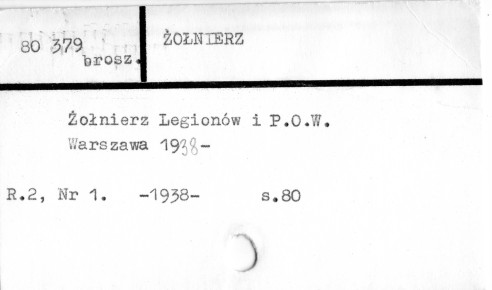 80 379
brosz.
ŻOŁNIERZ
Żołnierz Legionów i P.O.W.
Warszawa 1938-
R.2, Nr 1. -1938- s.80